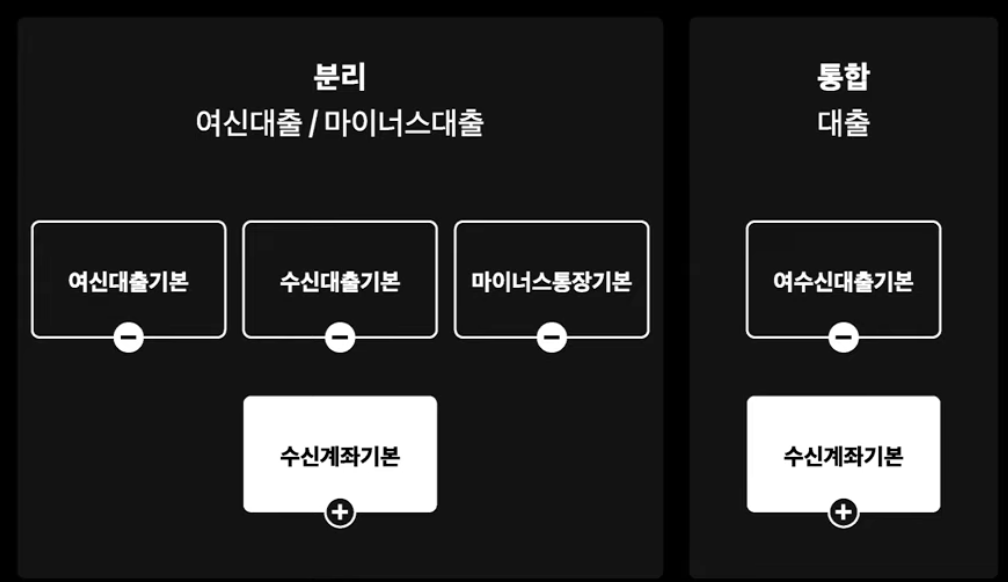 분리
여신대출 / 마이너스대출
여신대출기본
수신대출기본
마이너스통장기본
수신계좌기본
통합
대출
여수신대출기본
수신계좌기본